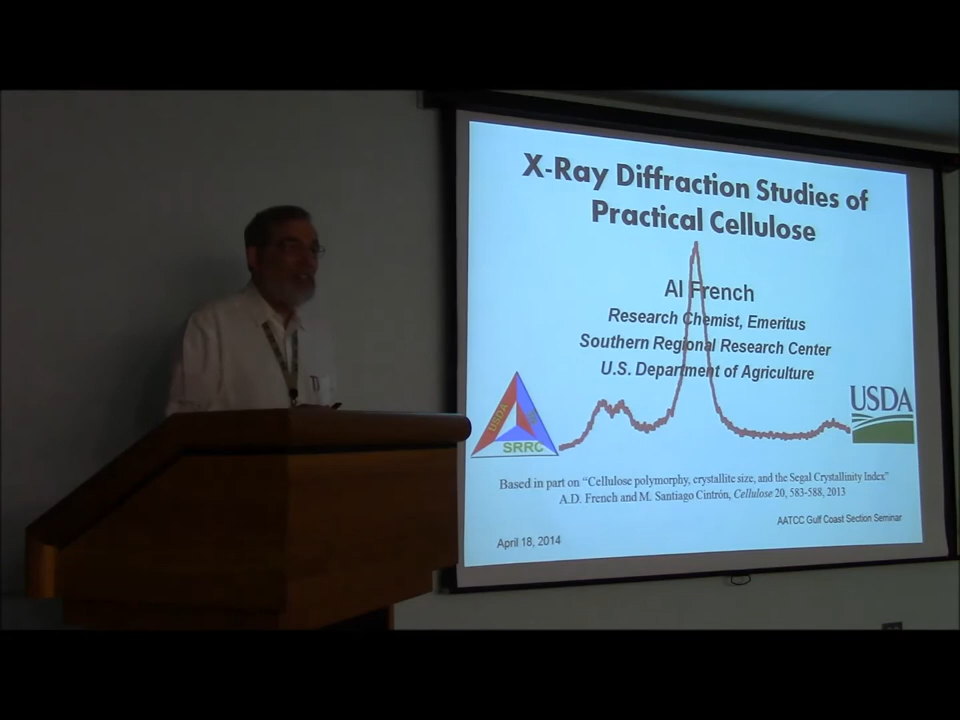 X-Ray Diffraction Studies of
Practical Cellulose
Al French
Research Chemist, Emeritus
Southern Regional Research Center
U.S. Department of Agriculture
USDA
SRRC
USDA
Based in part on “Cellulose polymorphy, crystallite size, and the Segal Crystallinity Index”
A.D. French and M. Santiago Cintrón, Cellulose 20, 583-588, 2013
AATCC Gulf Coast Section Seminar
April 18, 2014